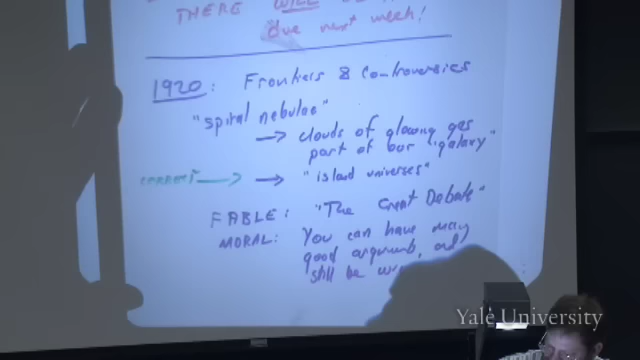 THERE WILL
due next week!
1920: Frontiers & Controversies
"spiral nebulae"
→ clouds of glowing gas
part of our "galaxy"
CORRECT → → "island universes"
FABLE: "The Great Debate"
MORAL: You can have many
good arguments, and
still be
Yale University